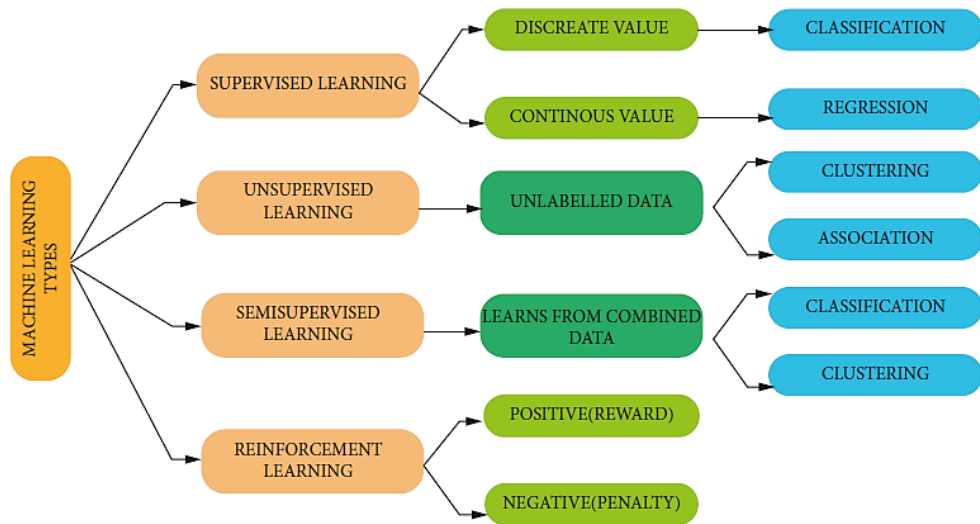 MACHINE LEARNING
TYPES
SUPERVISED LEARNING
DISCREATE VALUE
CLASSIFICATION
CONTINOUS VALUE
REGRESSION
UNSUPERVISED
LEARNING
UNLABELLED DATA
CLUSTERING
ASSOCIATION
SEMISUPERVISED
LEARNING
LEARNS FROM COMBINED
DATA
CLASSIFICATION
CLUSTERING
REINFORCEMENT
LEARNING
POSITIVE(REWARD)
NEGATIVE(PENALTY)